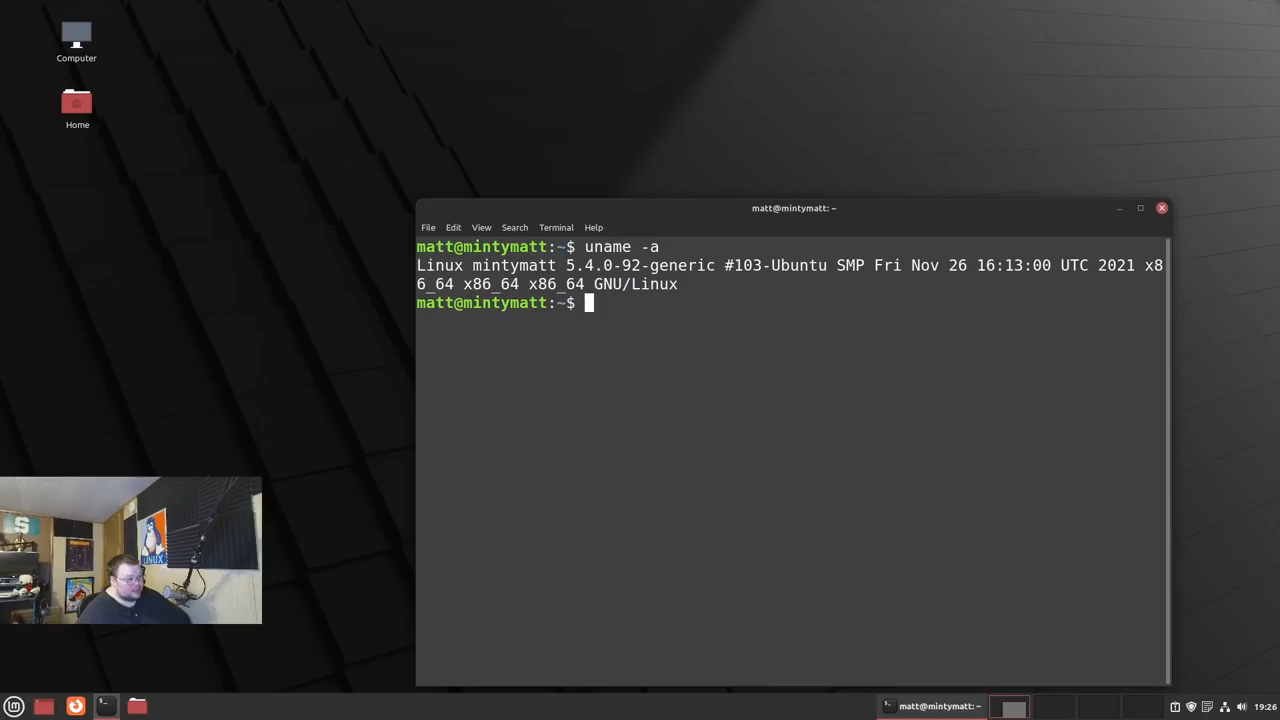 Computer
Home
matt@mintymatt: ~
File Edit View Search Terminal Help
matt@mintymatt:~$ uname -a
Linux mintymatt 5.4.0-92-generic #103-Ubuntu SMP Fri Nov 26 16:13:00 UTC 2021 x8
6_64 x86_64 x86_64 GNU/Linux
matt@mintymatt:~$
S
LINUX
matt@mintymatt: ~
19:26